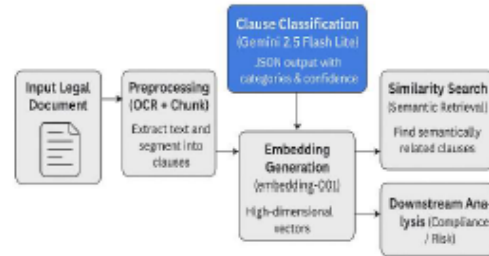 Clause Classification
(Gemini 2.5 Flash Lite)
JSON output with
categories & confidence
Input Legal
Document
Preprocessing
(OCR + Chunk)
Extract text and
segment into
clauses
Embedding
Generation
(embedding-001)
High-dimensional
vectors
Similarity Search
(Semantic Retrieval)
Find semantically
related clauses
Downstream Ana-
lysis (Compliance
/ Risk)